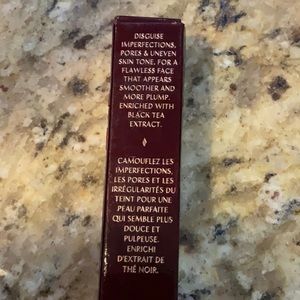 DISGUISE
IMPERFECTIONS,
PORES & UNEVEN
SKIN TONE, FOR A
FLAWLESS FACE
THAT APPEARS
SMOOTHER AND
MORE PLUMP.
ENRICHED WITH
BLACK TEA
EXTRACT.
CAMOUFLEZ LES
IMPERFECTIONS,
LES PORES ET LES
IRRÉGULARITÉS DU
TEINT POUR UNE
PEAU PARFAITE
QUI SEMBLE PLUS
DOUCE ET
PULPEUSE.
ENRICHI
D'EXTRAIT DE
THÉ NOIR.